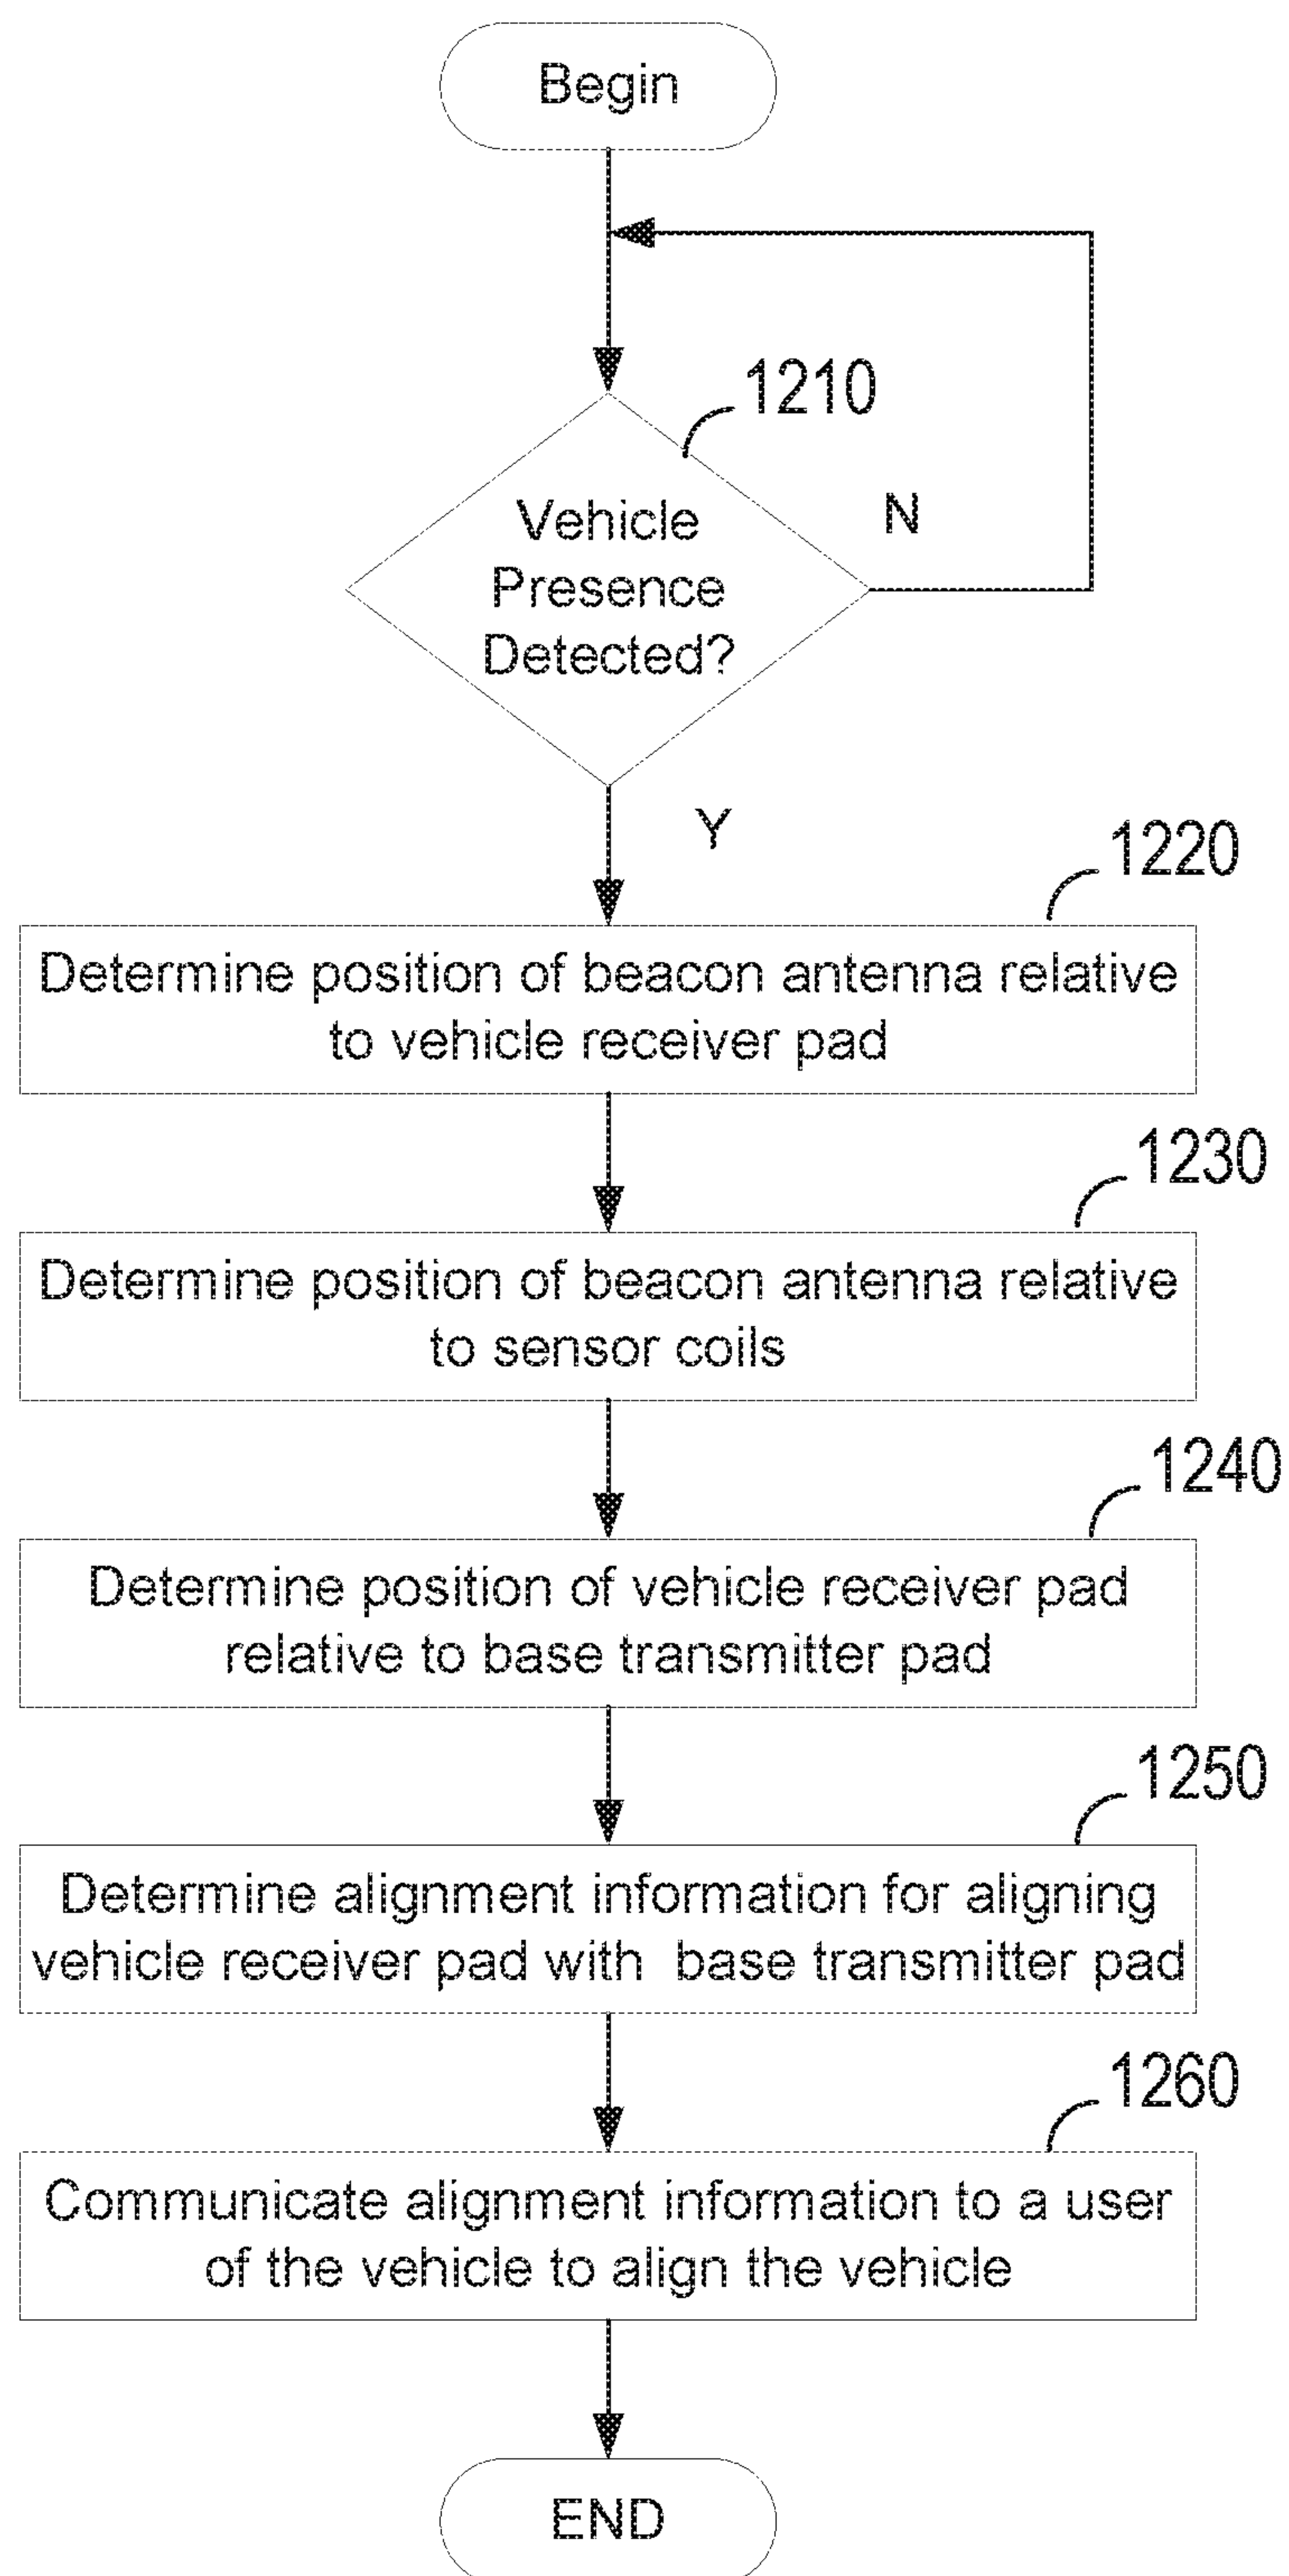 Begin
1210
Vehicle
Presence
Detected?
N
Y
1220
Determine position of beacon antenna relative
to vehicle receiver pad
1230
Determine position of beacon antenna relative
to sensor coils
1240
Determine position of vehicle receiver pad
relative to base transmitter pad
1250
Determine alignment information for aligning
vehicle receiver pad with base transmitter pad
1260
Communicate alignment information to a user
of the vehicle to align the vehicle
END